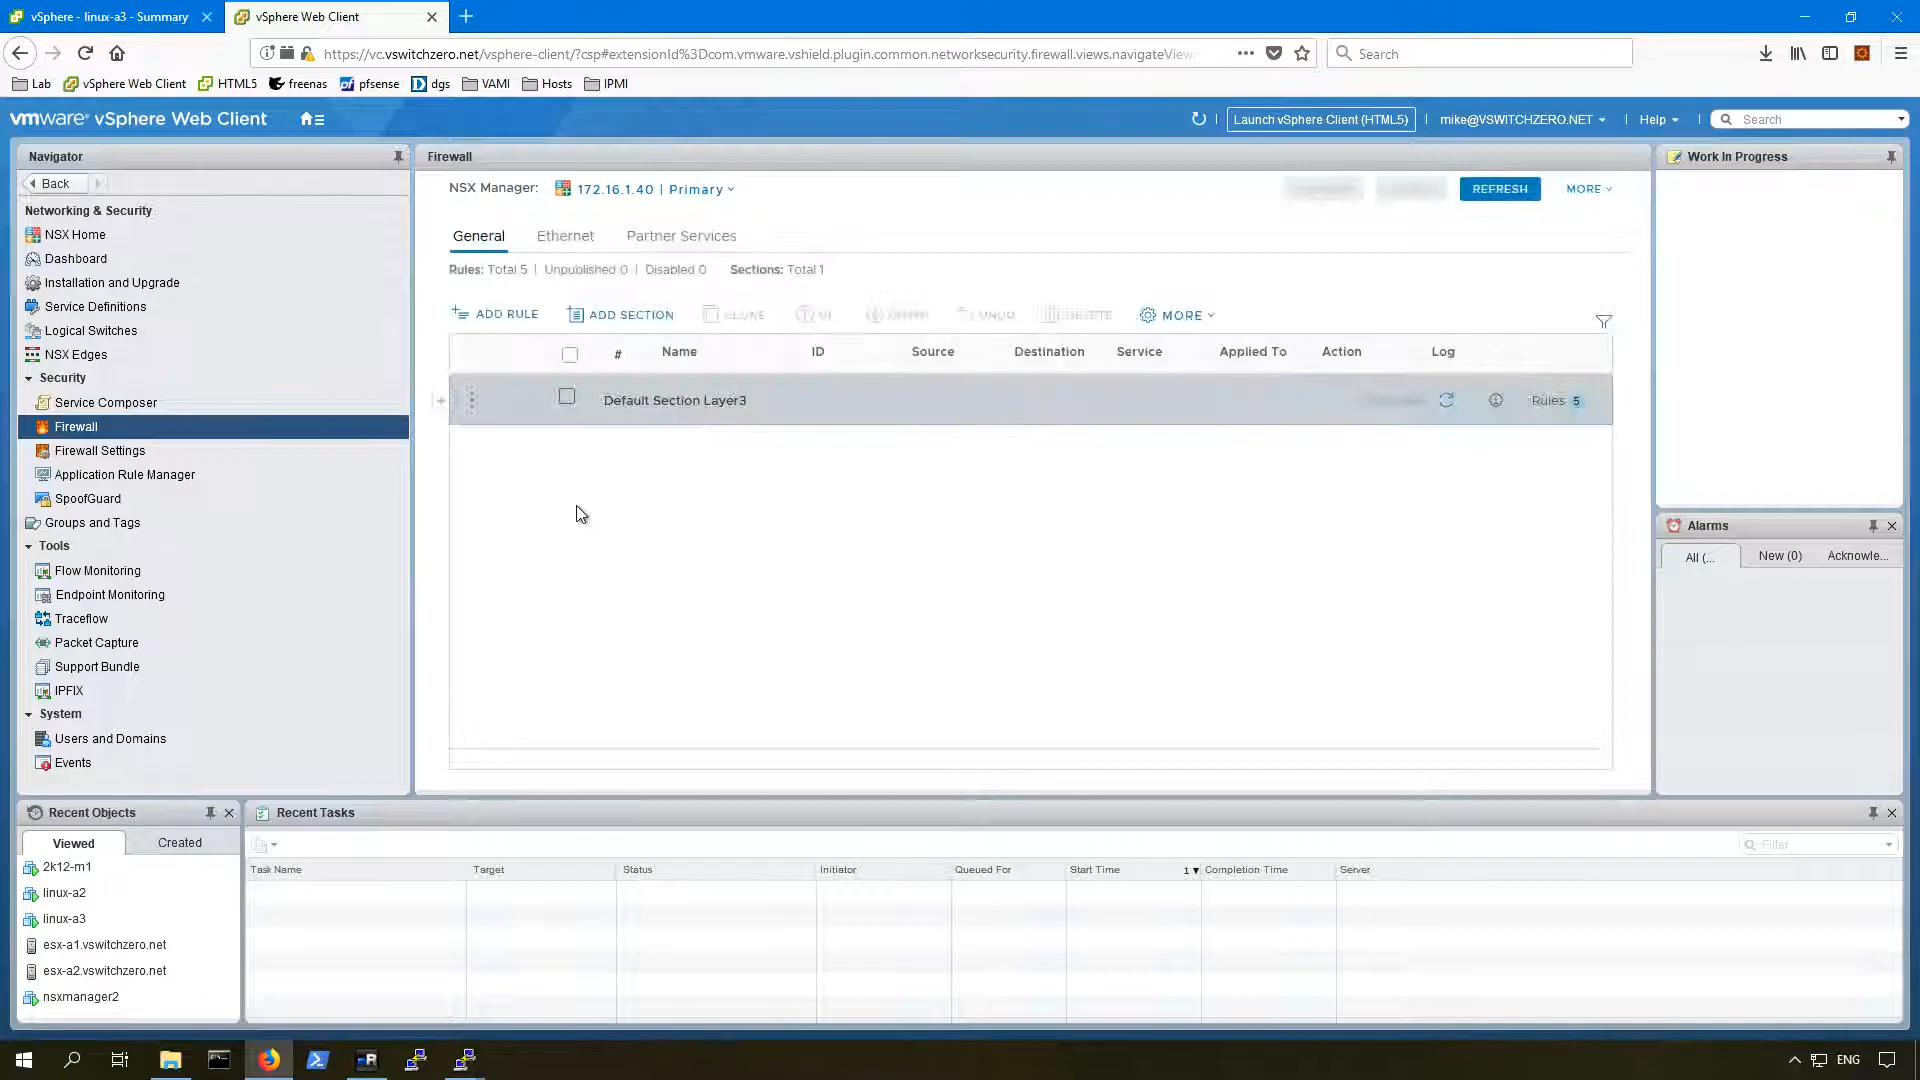 vSphere - linux-a3 - Summary
vSphere Web Client
https://vc.vswitchzero.net/vsphere-client/?csp#extensionId%3Dcom.vmware.vshield.plugin.common.networksecurity.firewall.views.navigateView
Search
Lab
vSphere Web Client
HTML5
freenas
pfsense
dgs
VAMI
Hosts
IPMI
vmware® vSphere Web Client
Launch vSphere Client (HTML5)
mike@VSWITCHZERO.NET
Help
Search
Navigator
Back
Networking & Security
NSX Home
Dashboard
Installation and Upgrade
Service Definitions
Logical Switches
NSX Edges
Security
Service Composer
Firewall
Firewall Settings
Application Rule Manager
SpoofGuard
Groups and Tags
Tools
Flow Monitoring
Endpoint Monitoring
Traceflow
Packet Capture
Support Bundle
IPFIX
System
Users and Domains
Events
Firewall
NSX Manager: 172.16.1.40 | Primary
REFRESH
MORE
General
Ethernet
Partner Services
Rules: Total 5 | Unpublished 0 | Disabled 0 Sections: Total 1
ADD RULE
ADD SECTION
CLONE
UNDO
DELETE
MORE
# Name ID Source Destination Service Applied To Action Log
Default Section Layer3
Rules 5
Work In Progress
Alarms
All (...
New (0)
Acknowle...
Recent Objects
Viewed
Created
2k12-m1
linux-a2
linux-a3
esx-a1.vswitchzero.net
esx-a2.vswitchzero.net
nsxmanager2
Recent Tasks
Filter
Task Name Target Status Initiator Queued For Start Time 1 ▼ Completion Time Server
ENG